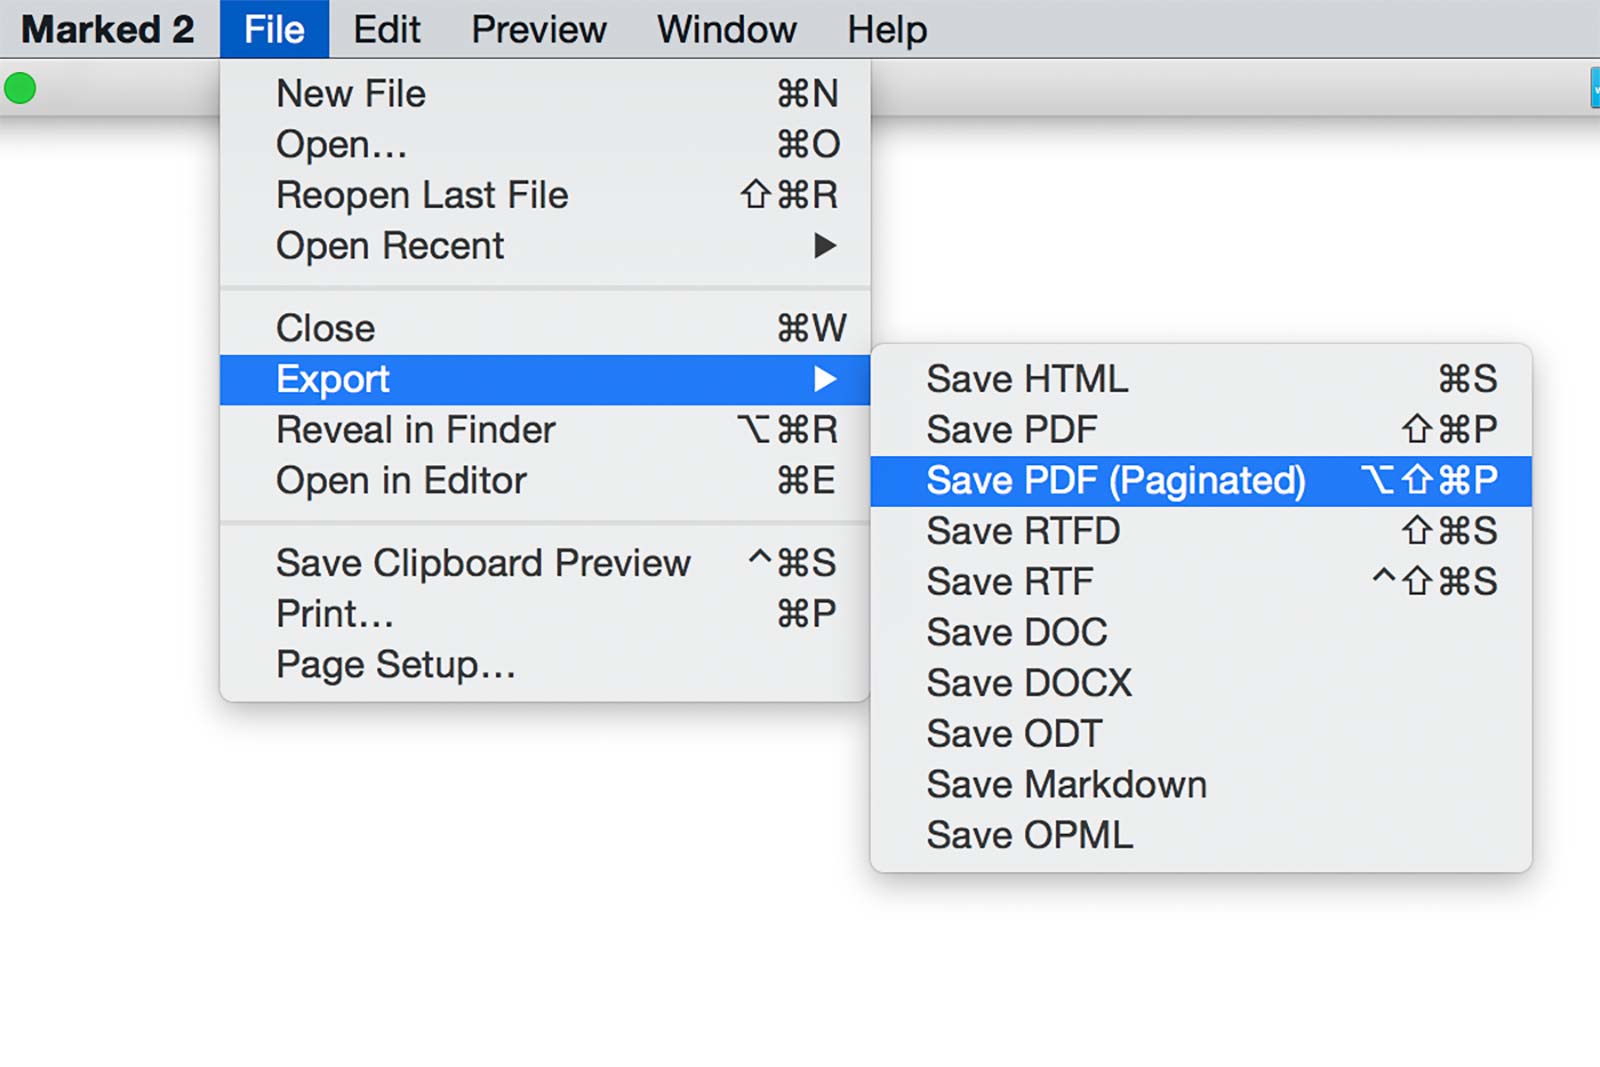 Marked 2 File Edit Preview Window Help
New File ⌘N
Open… ⌘O
Reopen Last File ⇧⌘R
Open Recent ▶
Close ⌘W
Export ▶
Reveal in Finder ⌥⌘R
Open in Editor ⌘E
Save Clipboard Preview ^⌘S
Print… ⌘P
Page Setup…
Save HTML ⌘S
Save PDF ⇧⌘P
Save PDF (Paginated) ⌥⇧⌘P
Save RTFD ⇧⌘S
Save RTF ^⇧⌘S
Save DOC
Save DOCX
Save ODT
Save Markdown
Save OPML